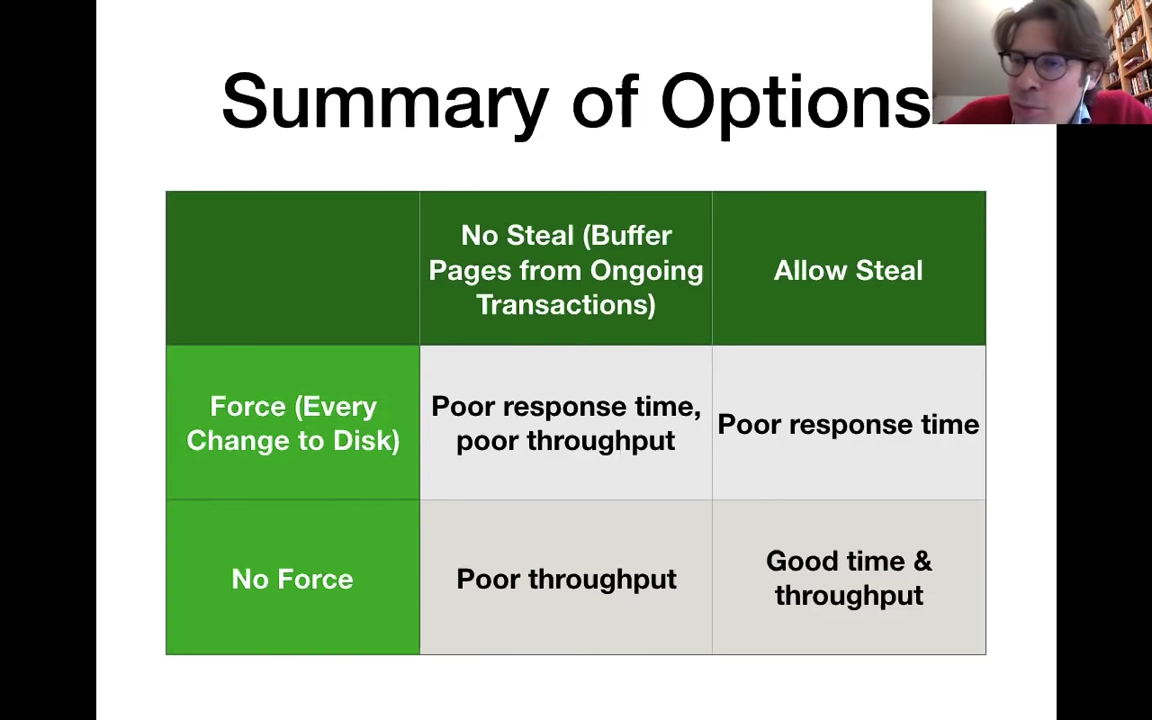 Summary of Options
No Steal (Buffer
Pages from Ongoing
Transactions)
Allow Steal
Force (Every
Change to Disk)
Poor response time,
poor throughput
Poor response time
No Force
Poor throughput
Good time &
throughput